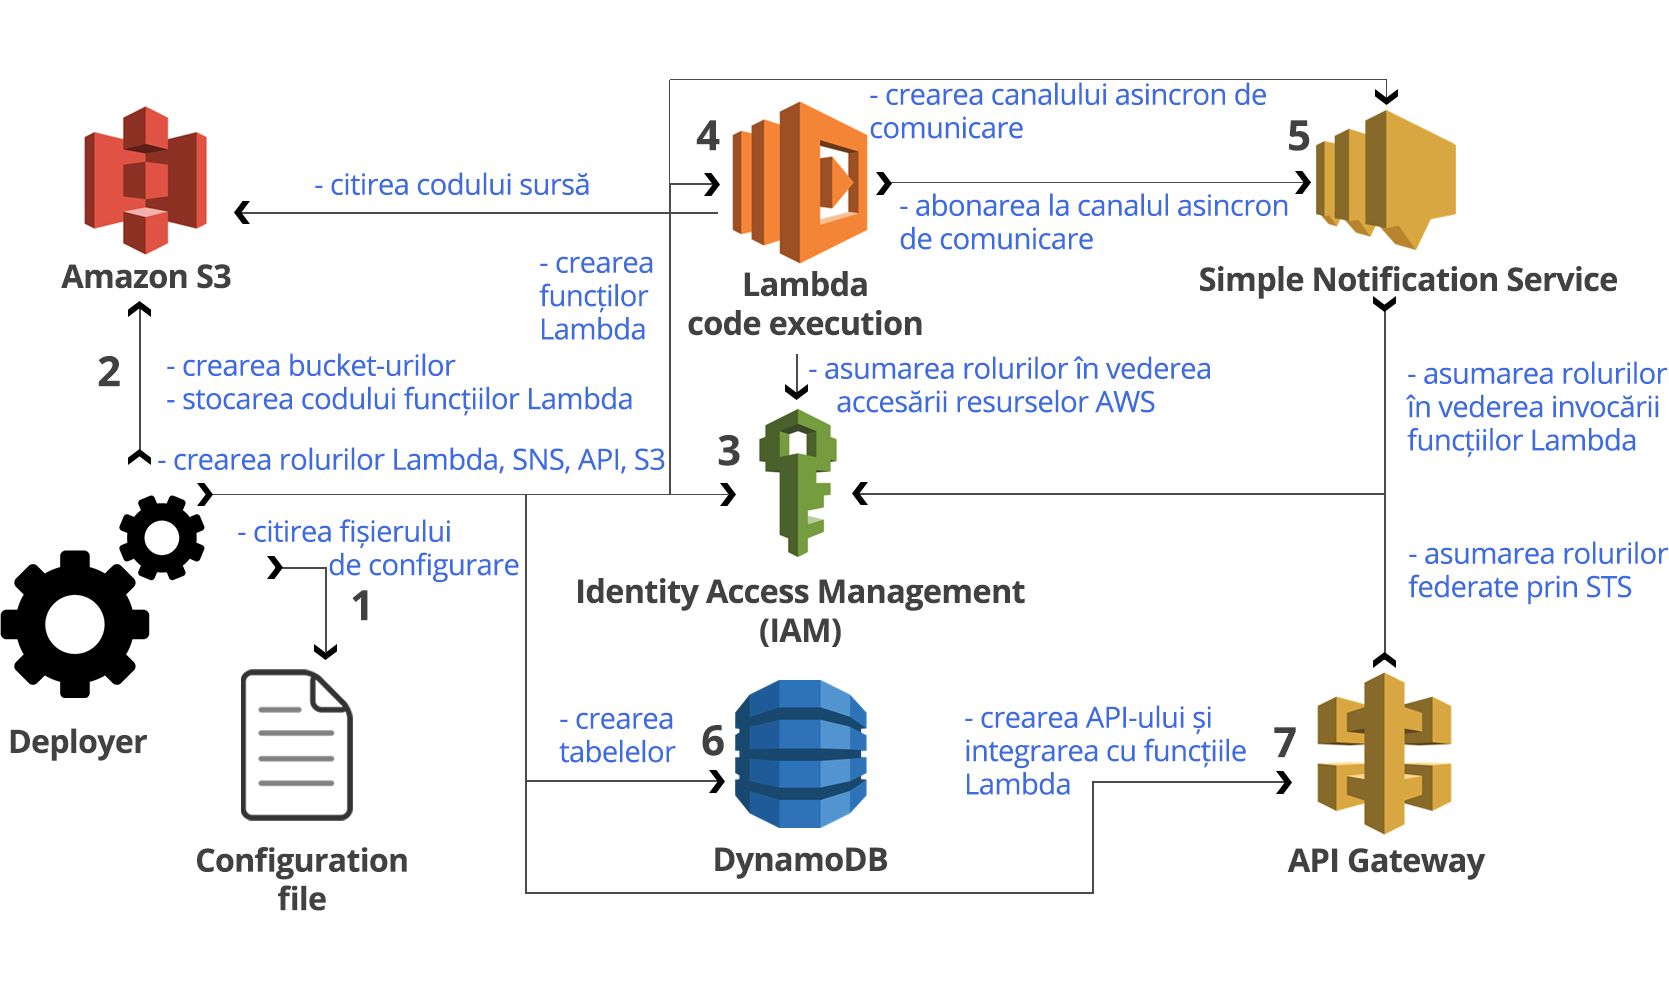 - crearea canalului asincron de
comunicare
4
5
- citirea codului sursă
- abonarea la canalul asincron
de comunicare
Amazon S3
- crearea
funcților
Lambda
Lambda
code execution
Simple Notification Service
2
- crearea bucket-urilor
- stocarea codului funcțiilor Lambda
- asumarea rolurilor în vederea
accesării resurselor AWS
- asumarea rolurilor
în vederea invocării
funcțiilor Lambda
- crearea rolurilor Lambda, SNS, API, S3
3
- citirea fișierului
de configurare
1
Identity Access Management
(IAM)
- asumarea rolurilor
federate prin STS
Deployer
- crearea
tabelelor
6
- crearea API-ului și
integrarea cu funcțiile
Lambda
7
Configuration
file
DynamoDB
API Gateway